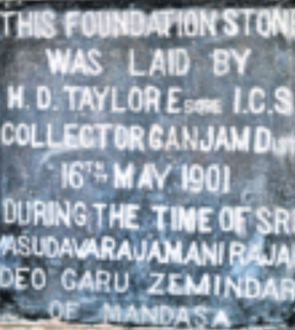 THIS FOUNDATION STONE
WAS LAID BY
H. D. TAYLOR ESQRE I.C.S
COLLECTOR GANJAM DIST
16TH MAY 1901
DURING THE TIME OF SRI
VASUDAVARAJAMANI RAJA
DEO GARU ZEMINDAR
OF MANDASA